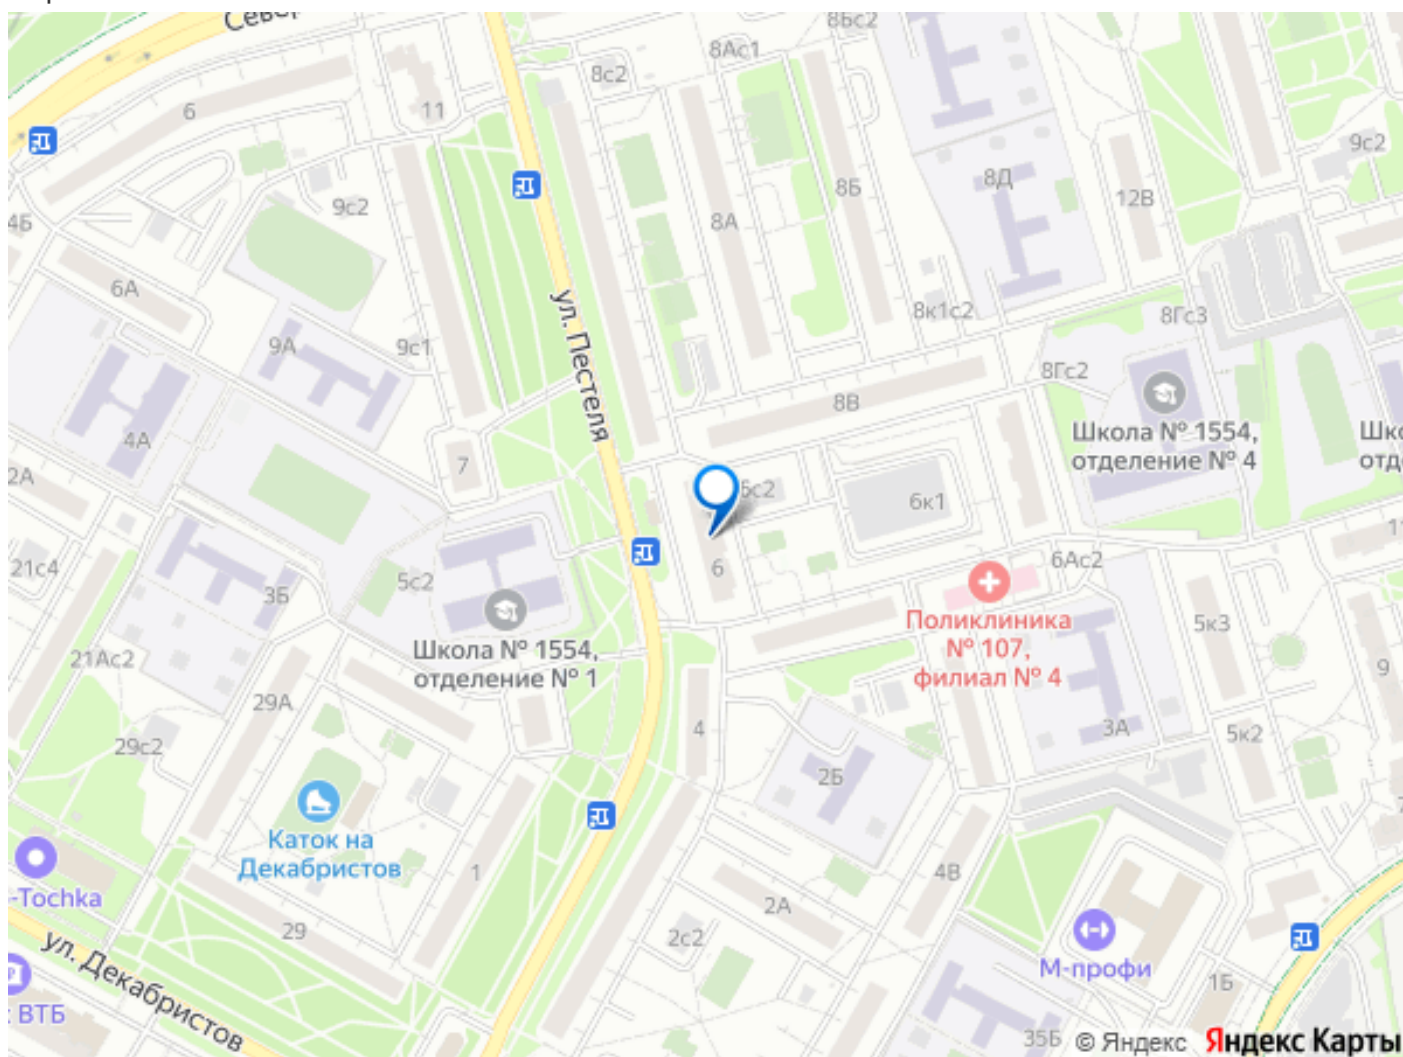 8Бс2
8Ас1
8с2
6
11
9с2
8Д
8Б
12В
9с2
8А
4Б
6А
8к1с2
8Гс3
9А
9с1
ул. Пестеля
8Гс2
8В
4А
7
Школа № 1554,
отделение № 4
2А
6к1
21с4
5с2
3Б
6
6Ас2
Поликлиника
№ 107,
филиал № 4
5к3
Школа № 1554,
отделение № 1
21Ас2
9
29А
4
3А
5к2
29с2
2Б
Каток на
Декабристов
1
4В
-Tochka
2А
29
2с2
ул. Декабристов
М-профи
1Б
ВТБ
35Б
© Яндекс Яндекс Карты